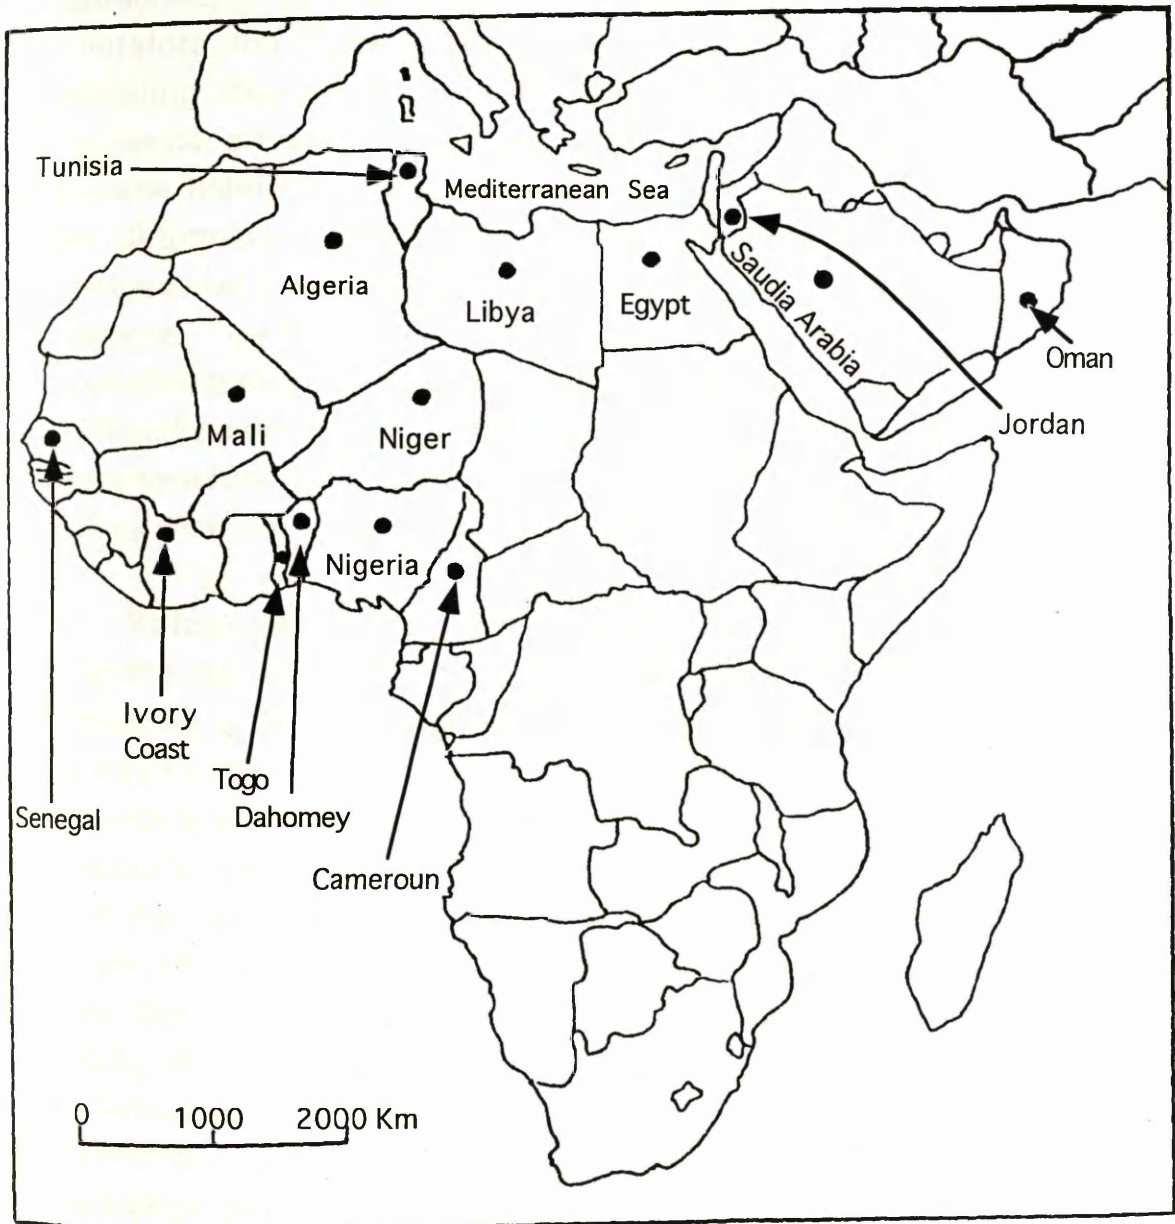 Tunisia
Mediterranean Sea
Algeria
Libya
Egypt
Saudia Arabia
Oman
Jordan
Mali
Niger
Nigeria
Ivory
Coast
Togo
Senegal
Dahomey
Cameroun
0 1000 2000 Km